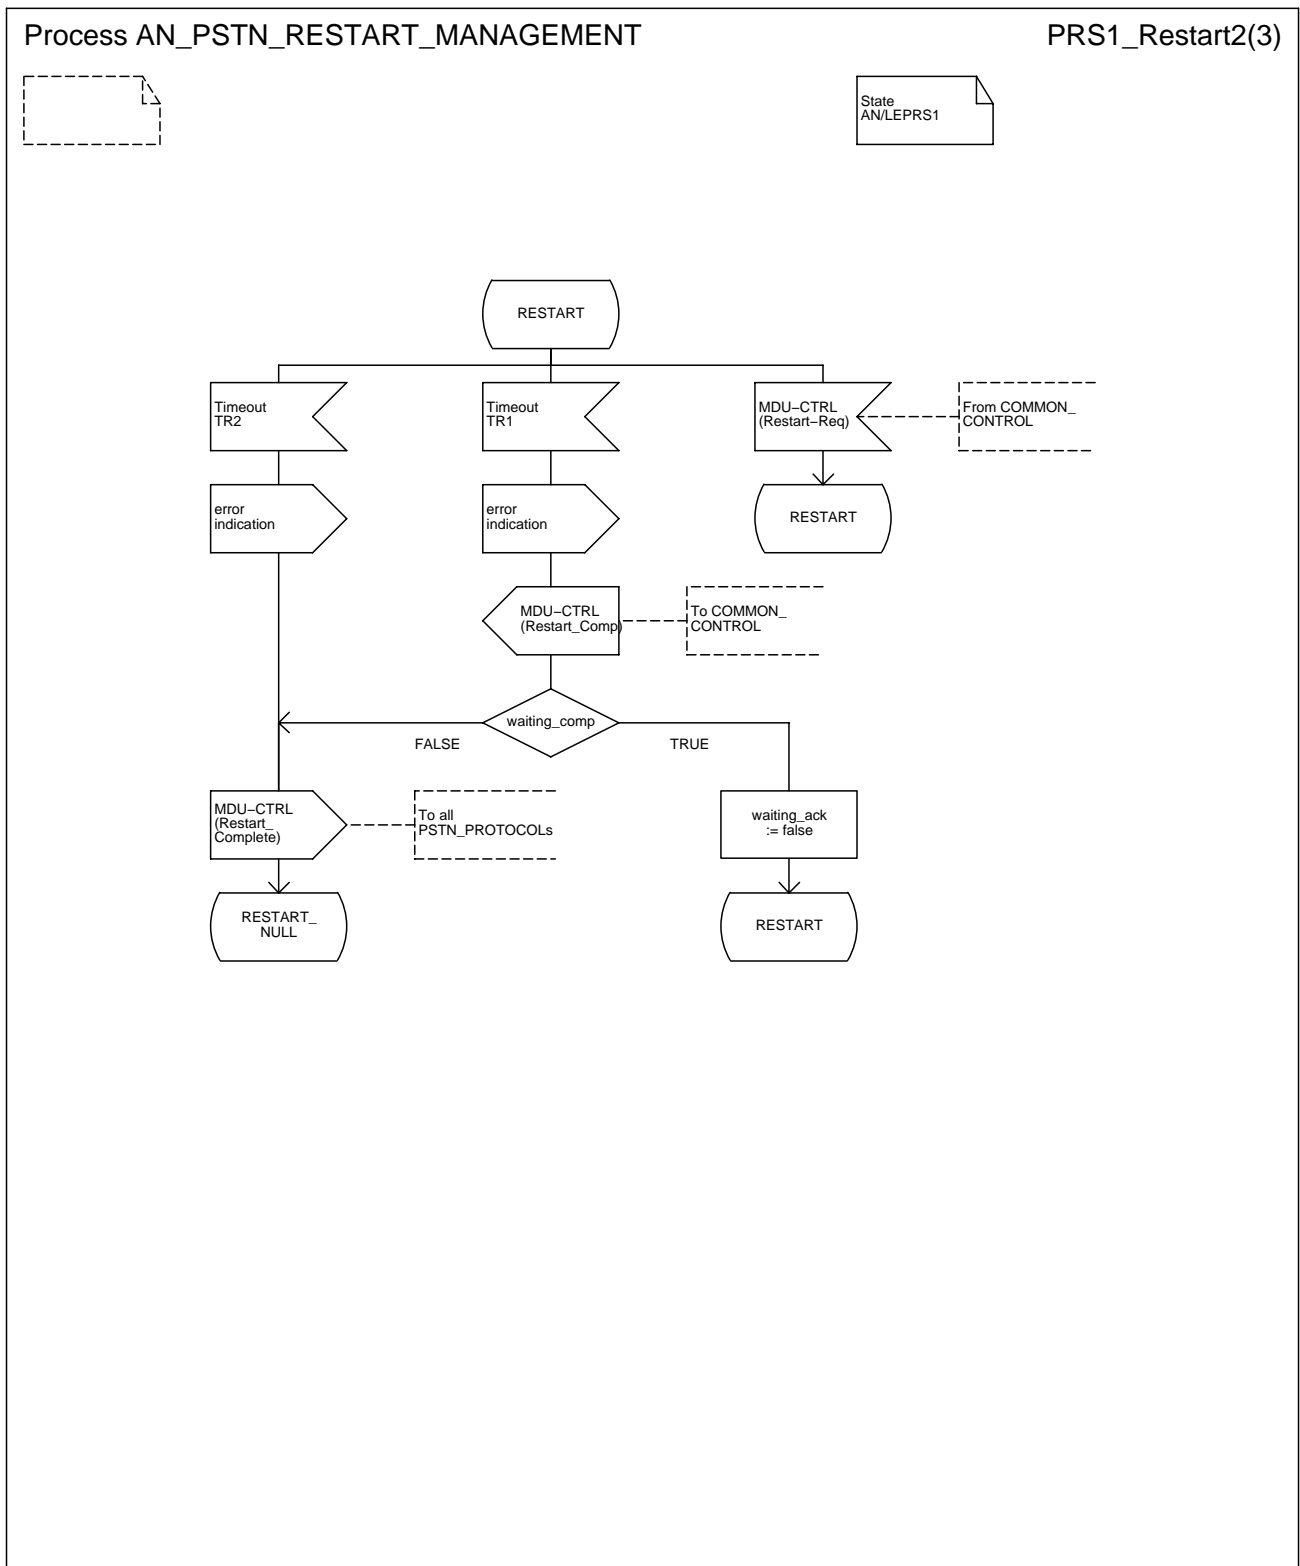 Process AN_PSTN_RESTART_MANAGEMENT
PRS1_Restart2(3)
State
AN/LEPRS1
RESTART
Timeout
TR2
Timeout
TR1
MDU−CTRL
(Restart−Req)
From COMMON_
CONTROL
error
indication
error
indication
RESTART
MDU−CTRL
(Restart_Comp)
To COMMON_
CONTROL
waiting_comp
FALSE
TRUE
MDU−CTRL
(Restart_
Complete)
To all
PSTN_PROTOCOLs
waiting_ack
:= false
RESTART_
NULL
RESTART